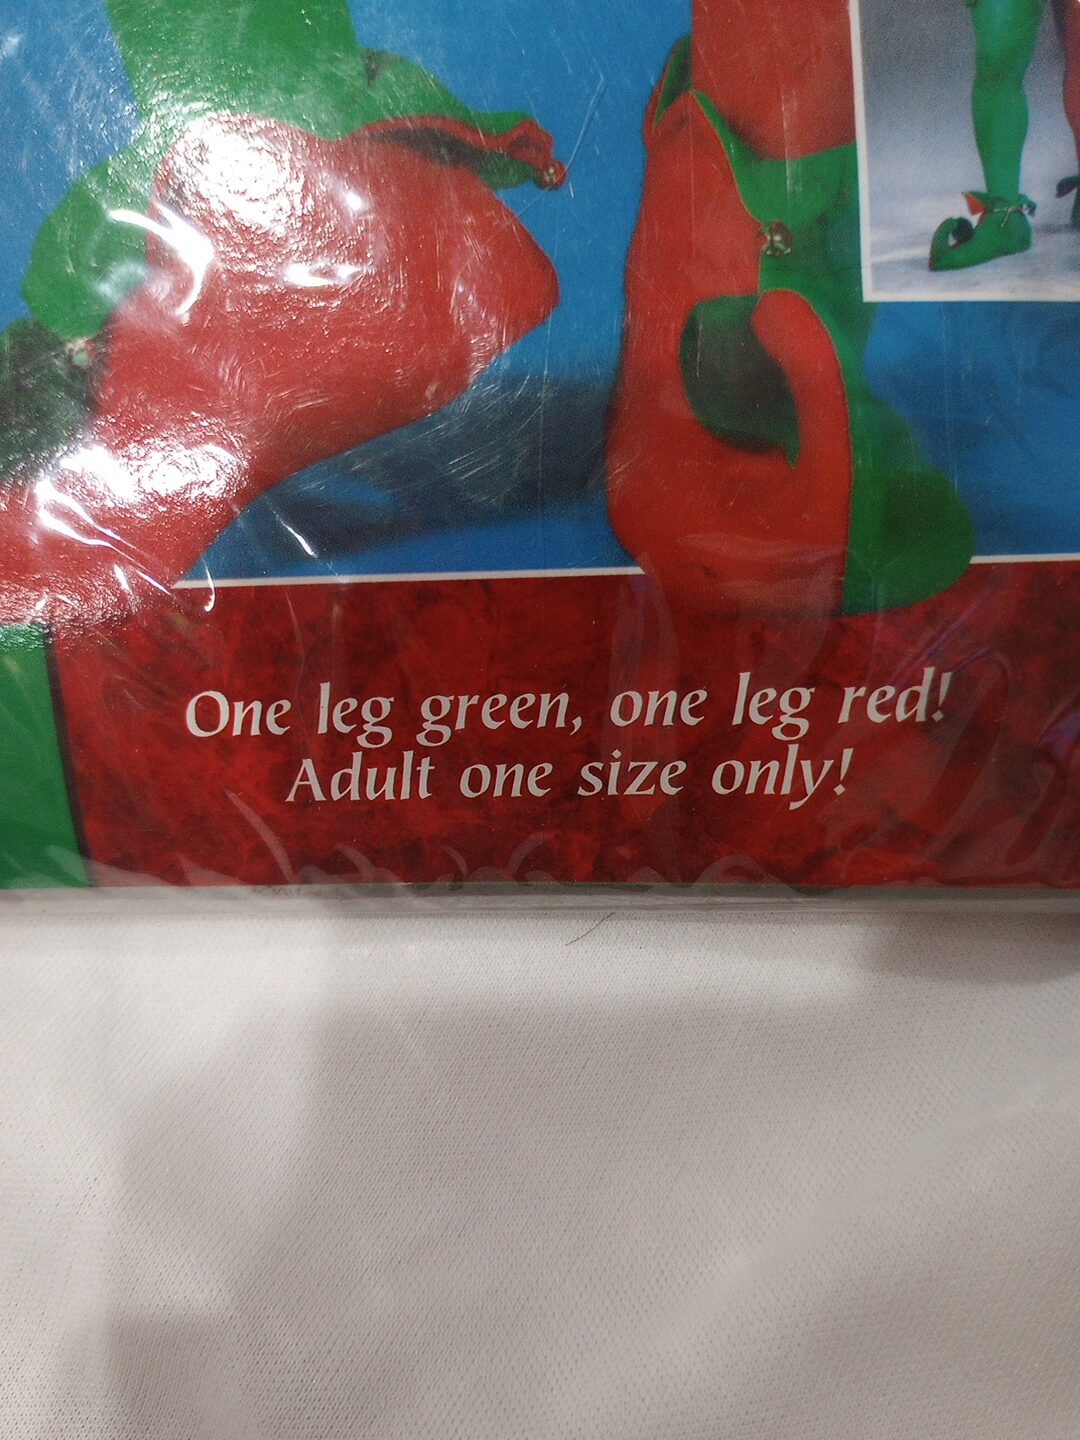 One leg green, one leg red!
Adult one size only!